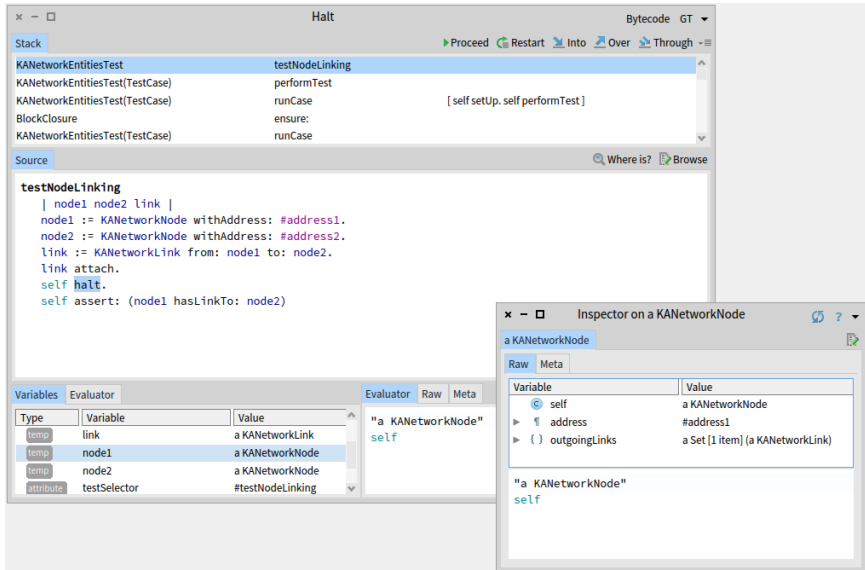 Halt
Bytecode GT
Stack
Proceed Restart Into Over Through
KANetworkEntitiesTest testNodeLinking
KANetworkEntitiesTest(TestCase) performTest
KANetworkEntitiesTest(TestCase) runCase [ self setUp. self performTest ]
BlockClosure ensure:
KANetworkEntitiesTest(TestCase) runCase
Source Where is? Browse
testNodeLinking
| node1 node2 link |
node1 := KANetworkNode withAddress: #address1.
node2 := KANetworkNode withAddress: #address2.
link := KANetworkLink from: node1 to: node2.
link attach.
self halt.
self assert: (node1 hasLinkTo: node2)
Variables Evaluator
Type Variable Value
temp link a KANetworkLink
temp node1 a KANetworkNode
temp node2 a KANetworkNode
attribute testSelector #testNodeLinking
Evaluator Raw Meta
"a KANetworkNode"
self
Inspector on a KANetworkNode ?
a KANetworkNode
Raw Meta
Variable Value
C self a KANetworkNode
¶ address #address1
{ } outgoingLinks a Set [1 item] (a KANetworkLink)
"a KANetworkNode"
self